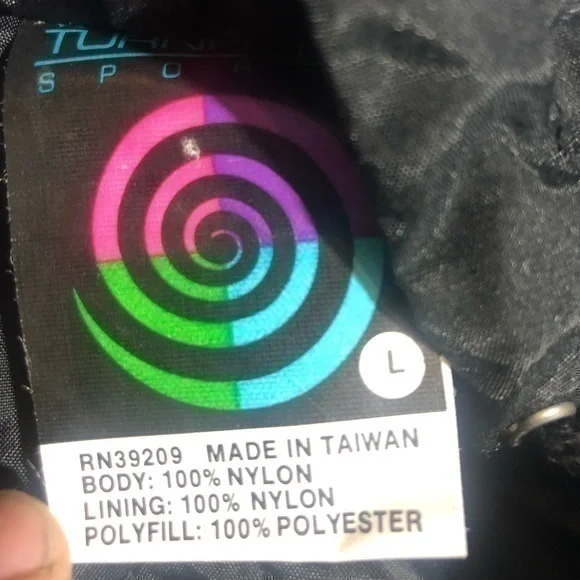 L
RN39209 MADE IN TAIWAN
BODY: 100% NYLON
LINING: 100% NYLON
POLYFILL: 100% POLYESTER